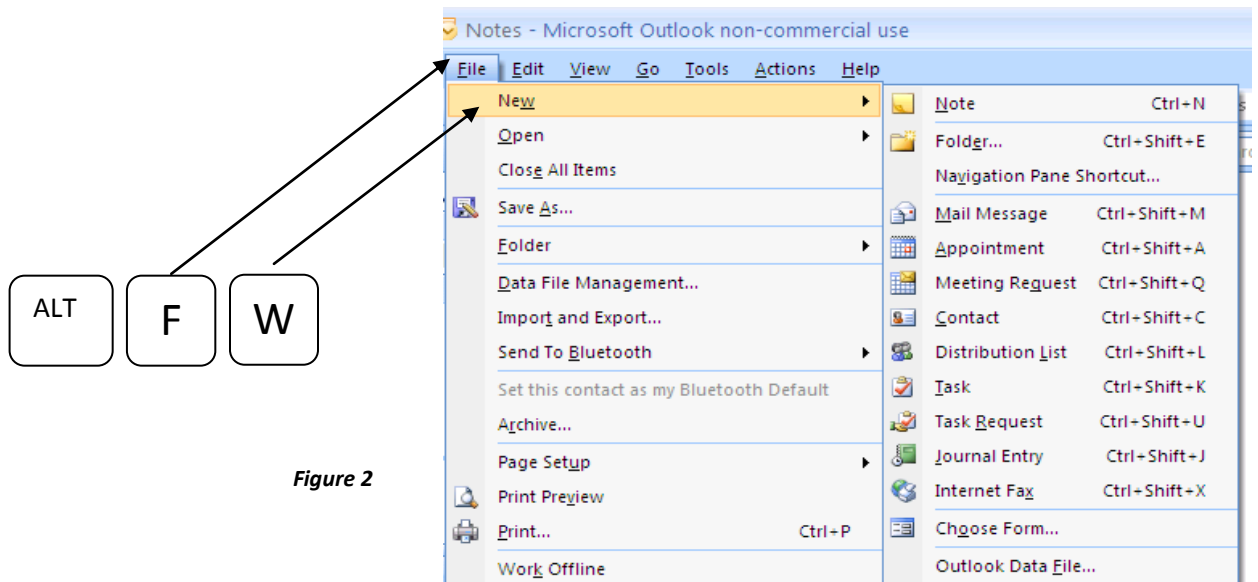 Notes - Microsoft Outlook non-commercial use
File Edit View Go Tools Actions Help
New
Open
Close All Items
Save As...
Folder
Data File Management...
Import and Export...
Send To Bluetooth
Set this contact as my Bluetooth Default
Archive...
Page Setup
Print Preview
Print... Ctrl+P
Work Offline
Note Ctrl+N
Folder... Ctrl+Shift+E
Navigation Pane Shortcut...
Mail Message Ctrl+Shift+M
Appointment Ctrl+Shift+A
Meeting Request Ctrl+Shift+Q
Contact Ctrl+Shift+C
Distribution List Ctrl+Shift+L
Task Ctrl+Shift+K
Task Request Ctrl+Shift+U
Journal Entry Ctrl+Shift+J
Internet Fax Ctrl+Shift+X
Choose Form...
Outlook Data File...
ALT F W
Figure 2